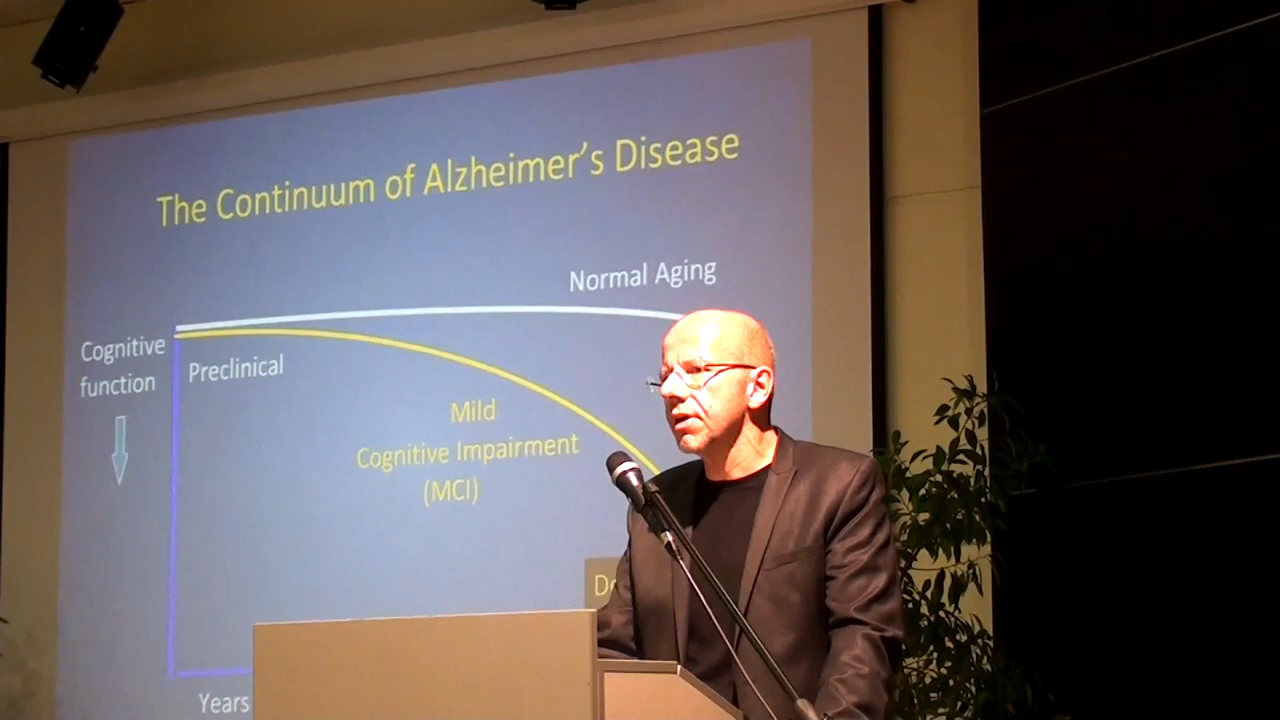 The Continuum of Alzheimer's Disease
Normal Aging
Cognitive
function
Preclinical
Mild
Cognitive Impairment
(MCI)
Years